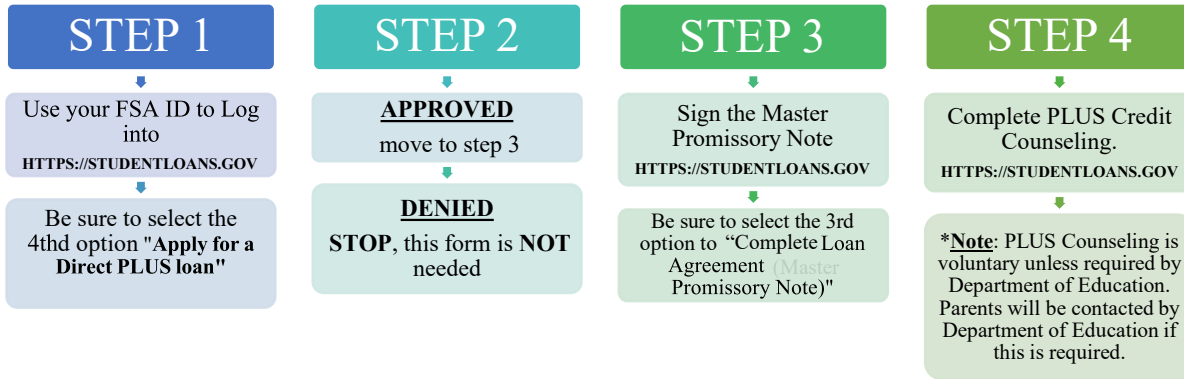 STEP 1
Use your FSA ID to Log
into
HTTPS://STUDENTLOANS.GOV
Be sure to select the
4thd option "Apply for a
Direct PLUS loan"
STEP 2
APPROVED
move to step 3
DENIED
STOP, this form is NOT
needed
STEP 3
Sign the Master
Promissory Note
HTTPS://STUDENTLOANS.GOV
Be sure to select the 3rd
option to “Complete Loan
Agreement (Master
Promissory Note)"
STEP 4
Complete PLUS Credit
Counseling.
HTTPS://STUDENTLOANS.GOV
*Note: PLUS Counseling is
voluntary unless required by
Department of Education.
Parents will be contacted by
Department of Education if
this is required.